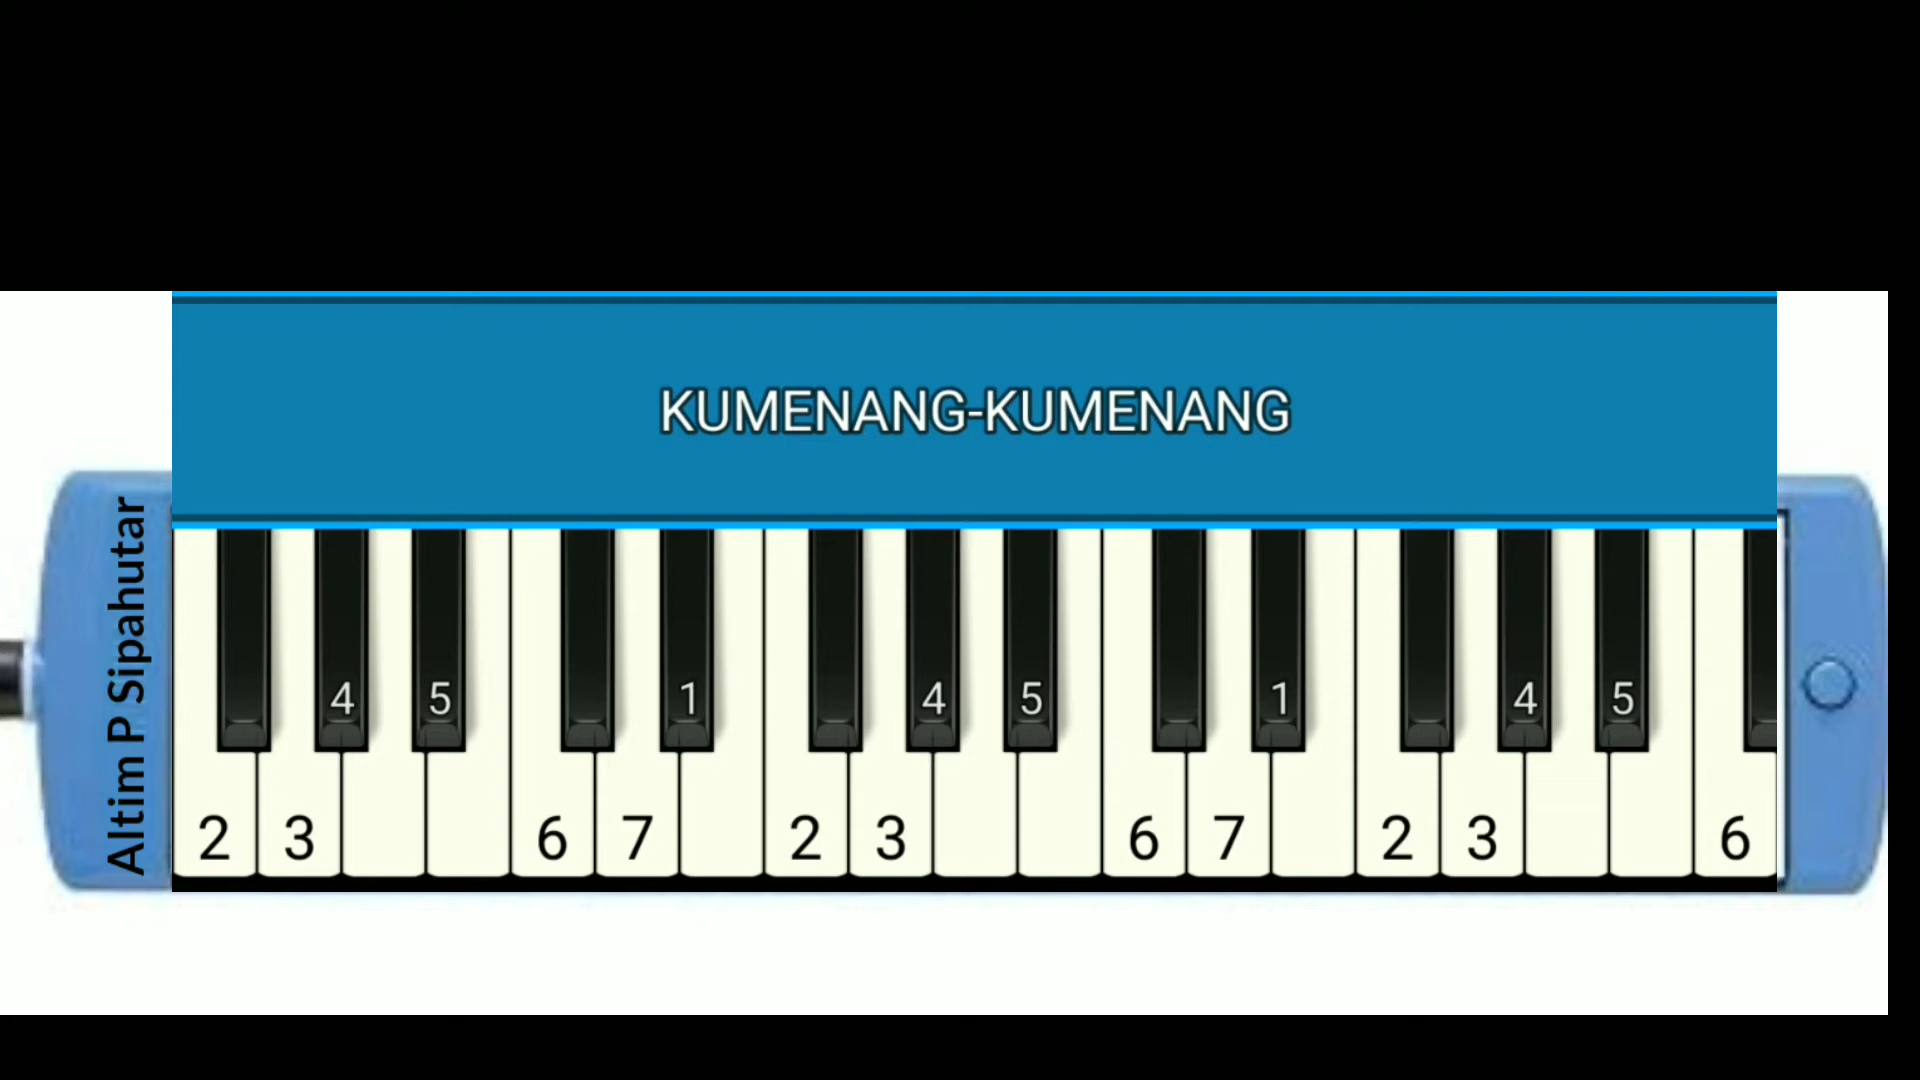 KUMENANG-KUMENANG
Altim P Sipahutar
4 5 1 4 5 1 4 5
2 3 6 7 2 3 6 7 2 3 6